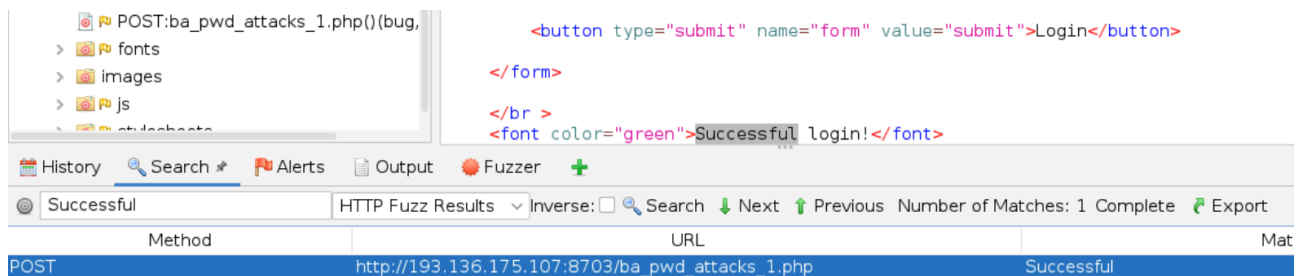 POST:ba_pwd_attacks_1.php()(bug,
fonts
images
js
stylesheets
<button type="submit" name="form" value="submit">Login</button>
</form>
</br >
<font color="green">Successful login!</font>
History Search Alerts Output Fuzzer
Successful HTTP Fuzz Results Inverse: Search Next Previous Number of Matches: 1 Complete Export
Method URL Mat
POST http://193.136.175.107:8703/ba_pwd_attacks_1.php Successful